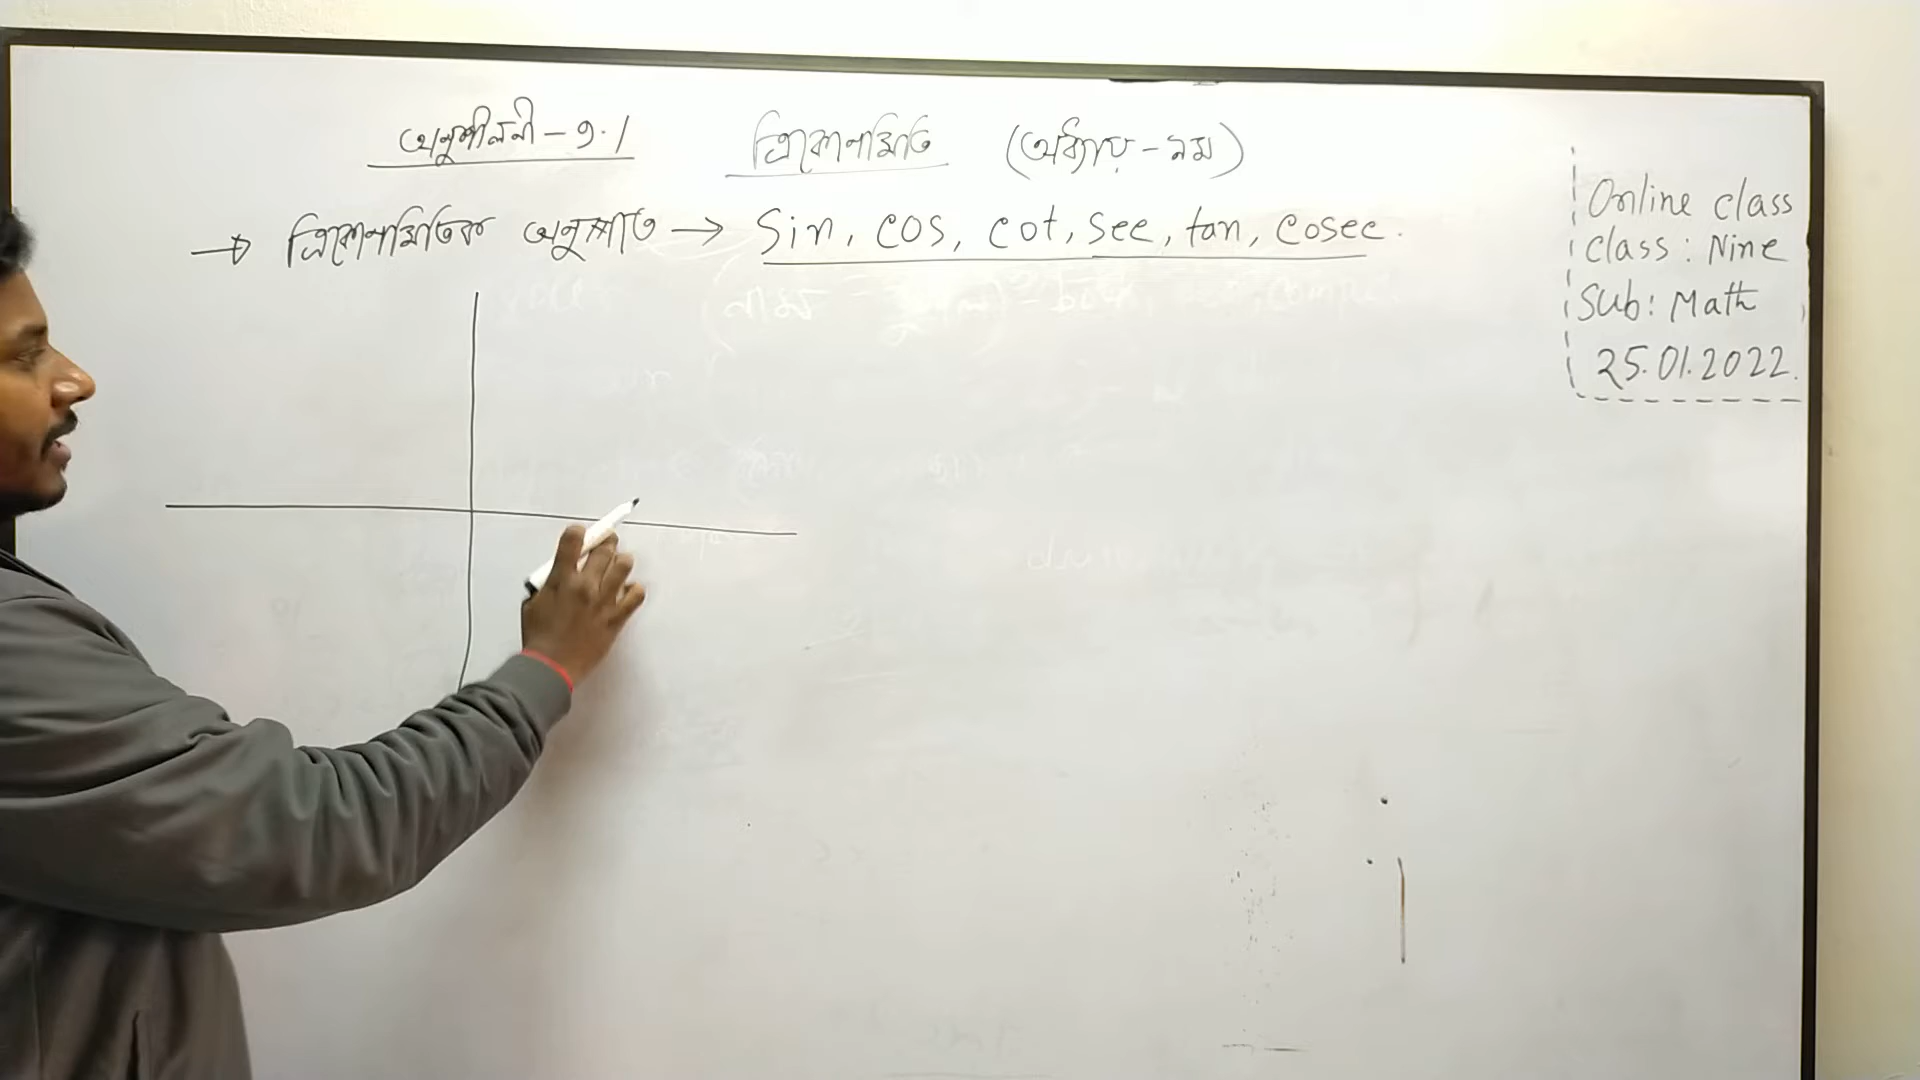 অনুশীলনী - ৯.১ ত্রিকোণমিতি (অধ্যায় - নবম)
→ ত্রিকোণমিতিক অনুপাত → Sin, cos, cot, sec, tan, cosec.
Online class
Class : Nine
Sub : Math
25.01.2022.